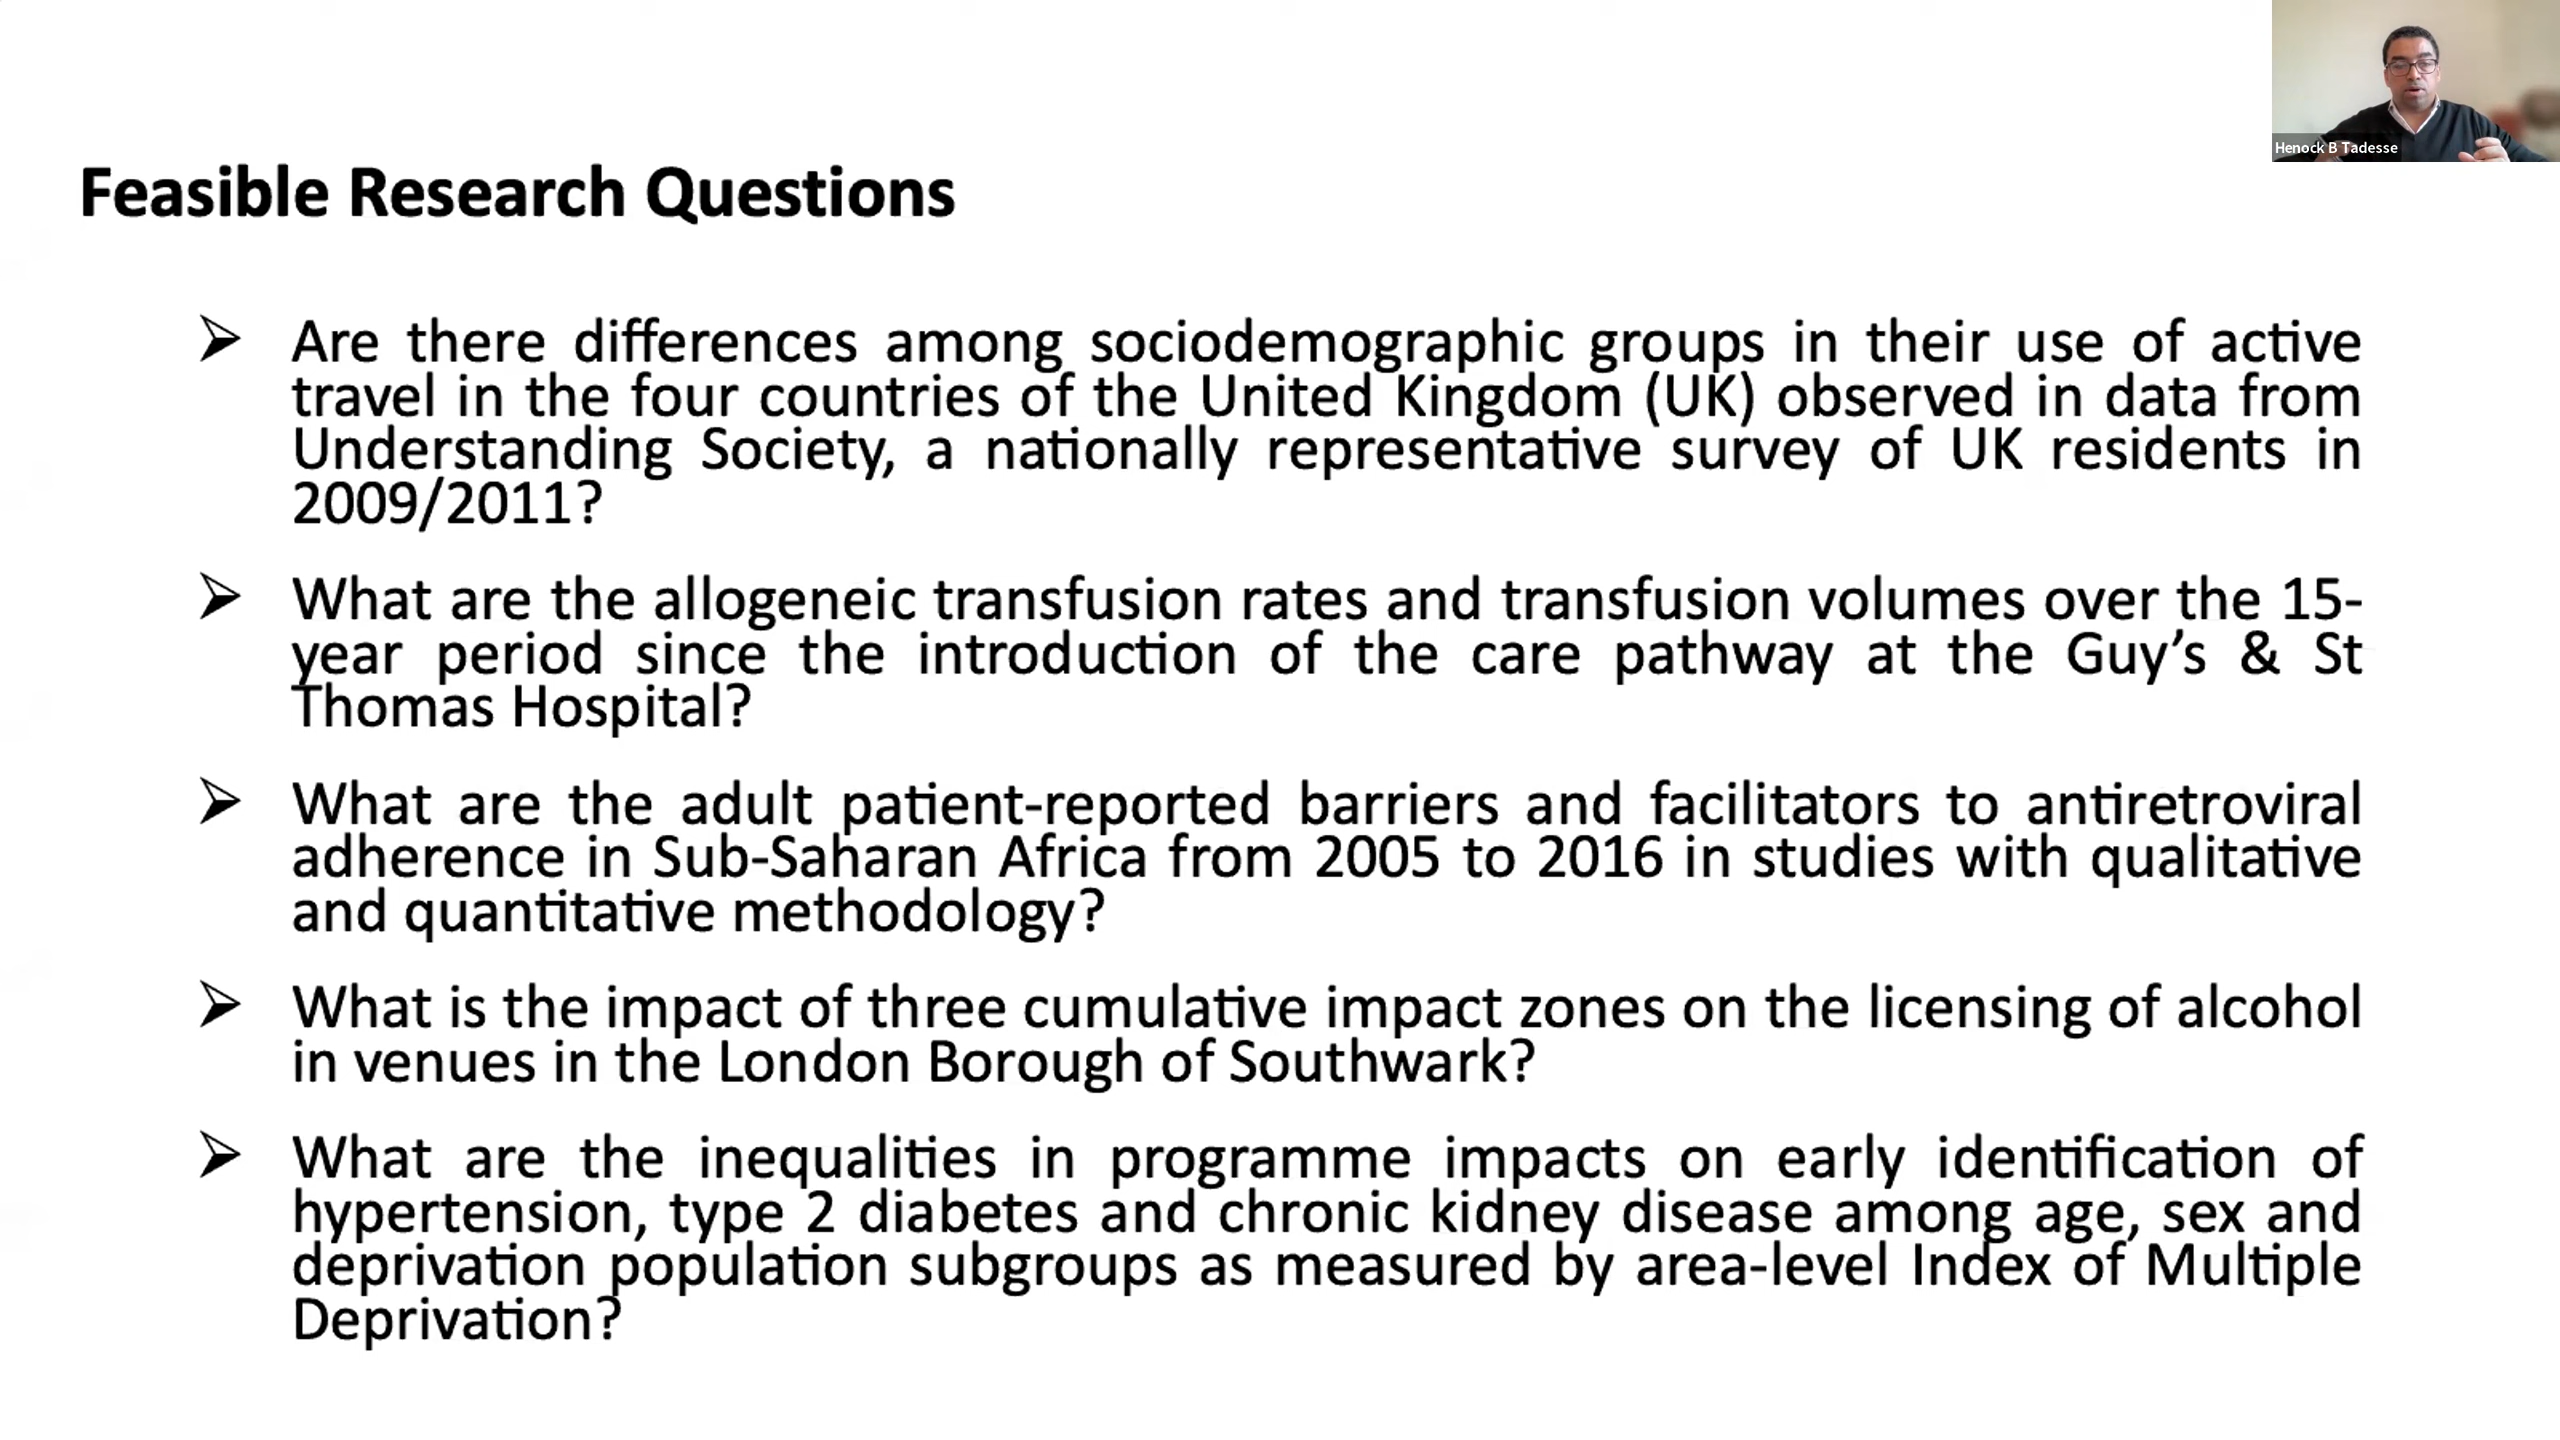 Henock B Tadesse
Feasible Research Questions
Are there differences among sociodemographic groups in their use of active
travel in the four countries of the United Kingdom (UK) observed in data from
Understanding Society, a nationally representative survey of UK residents in
2009/2011?
What are the allogeneic transfusion rates and transfusion volumes over the 15-
year period since the introduction of the care pathway at the Guy’s & St
Thomas Hospital?
What are the adult patient-reported barriers and facilitators to antiretroviral
adherence in Sub-Saharan Africa from 2005 to 2016 in studies with qualitative
and quantitative methodology?
What is the impact of three cumulative impact zones on the licensing of alcohol
in venues in the London Borough of Southwark?
What are the inequalities in programme impacts on early identification of
hypertension, type 2 diabetes and chronic kidney disease among age, sex and
deprivation population subgroups as measured by area-level Index of Multiple
Deprivation?